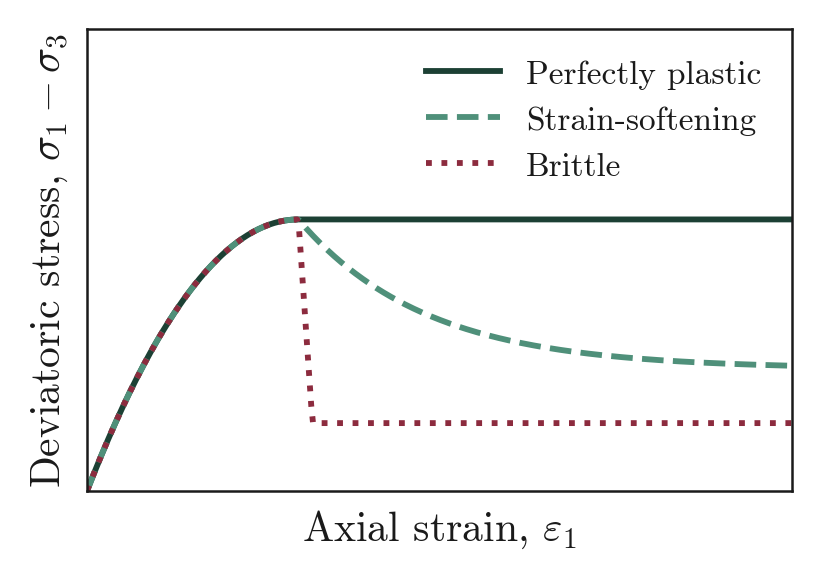 Deviatoric stress, σ₁ − σ₃
Perfectly plastic
Strain-softening
Brittle
Axial strain, ε₁